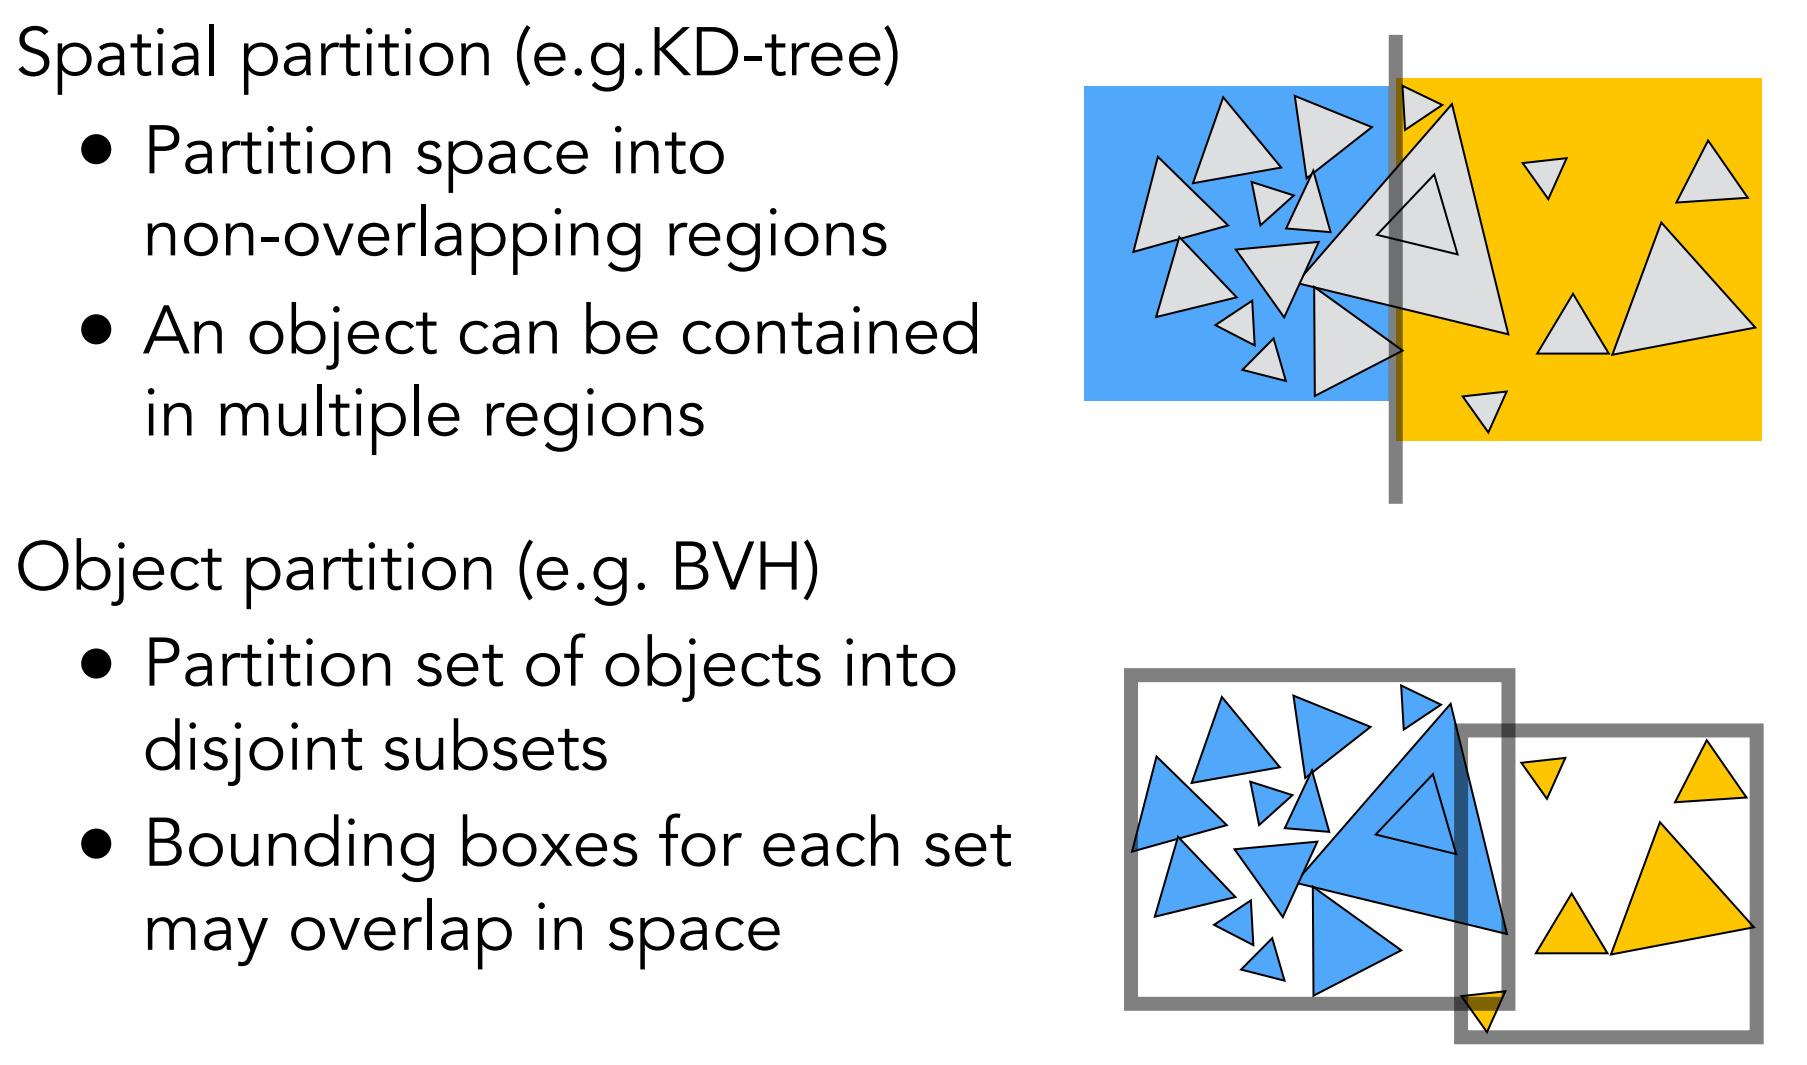 Spatial partition (e.g.KD-tree)
● Partition space into
non-overlapping regions
● An object can be contained
in multiple regions
Object partition (e.g. BVH)
● Partition set of objects into
disjoint subsets
● Bounding boxes for each set
may overlap in space